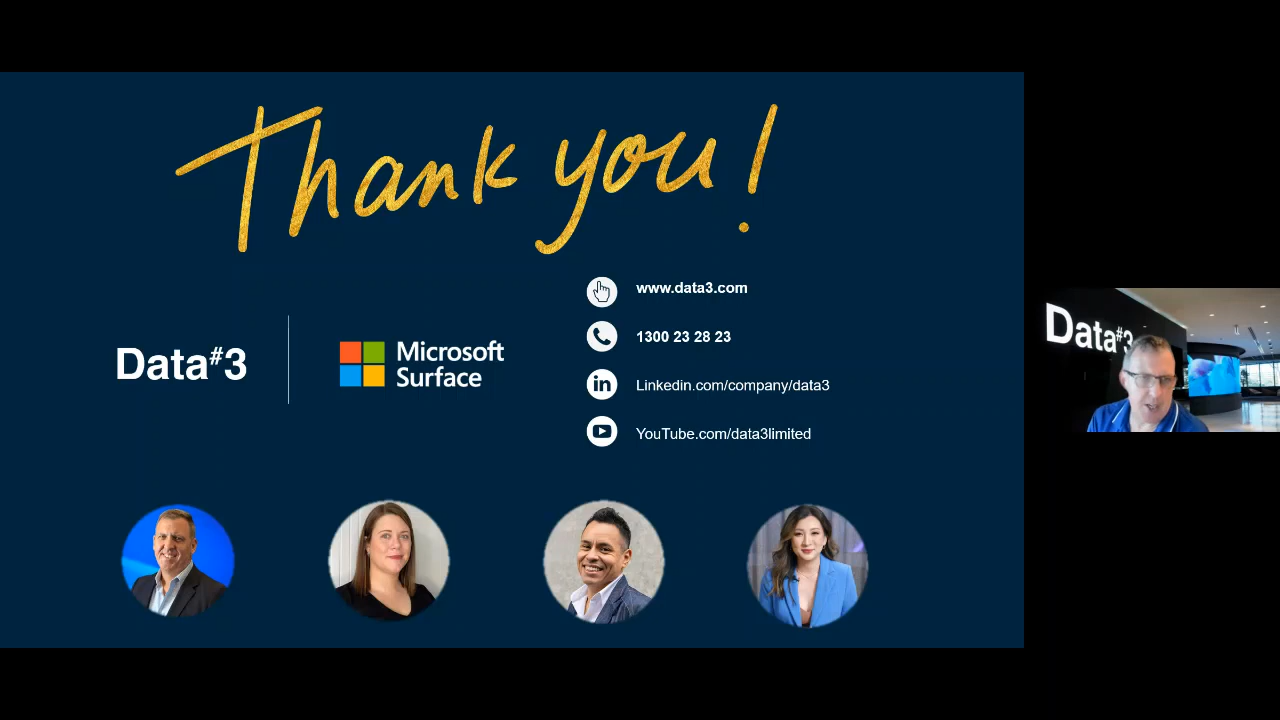 Thank you!
www.data3.com
1300 23 28 23
Data#3
Microsoft
Surface
Linkedin.com/company/data3
YouTube.com/data3limited
Data#3